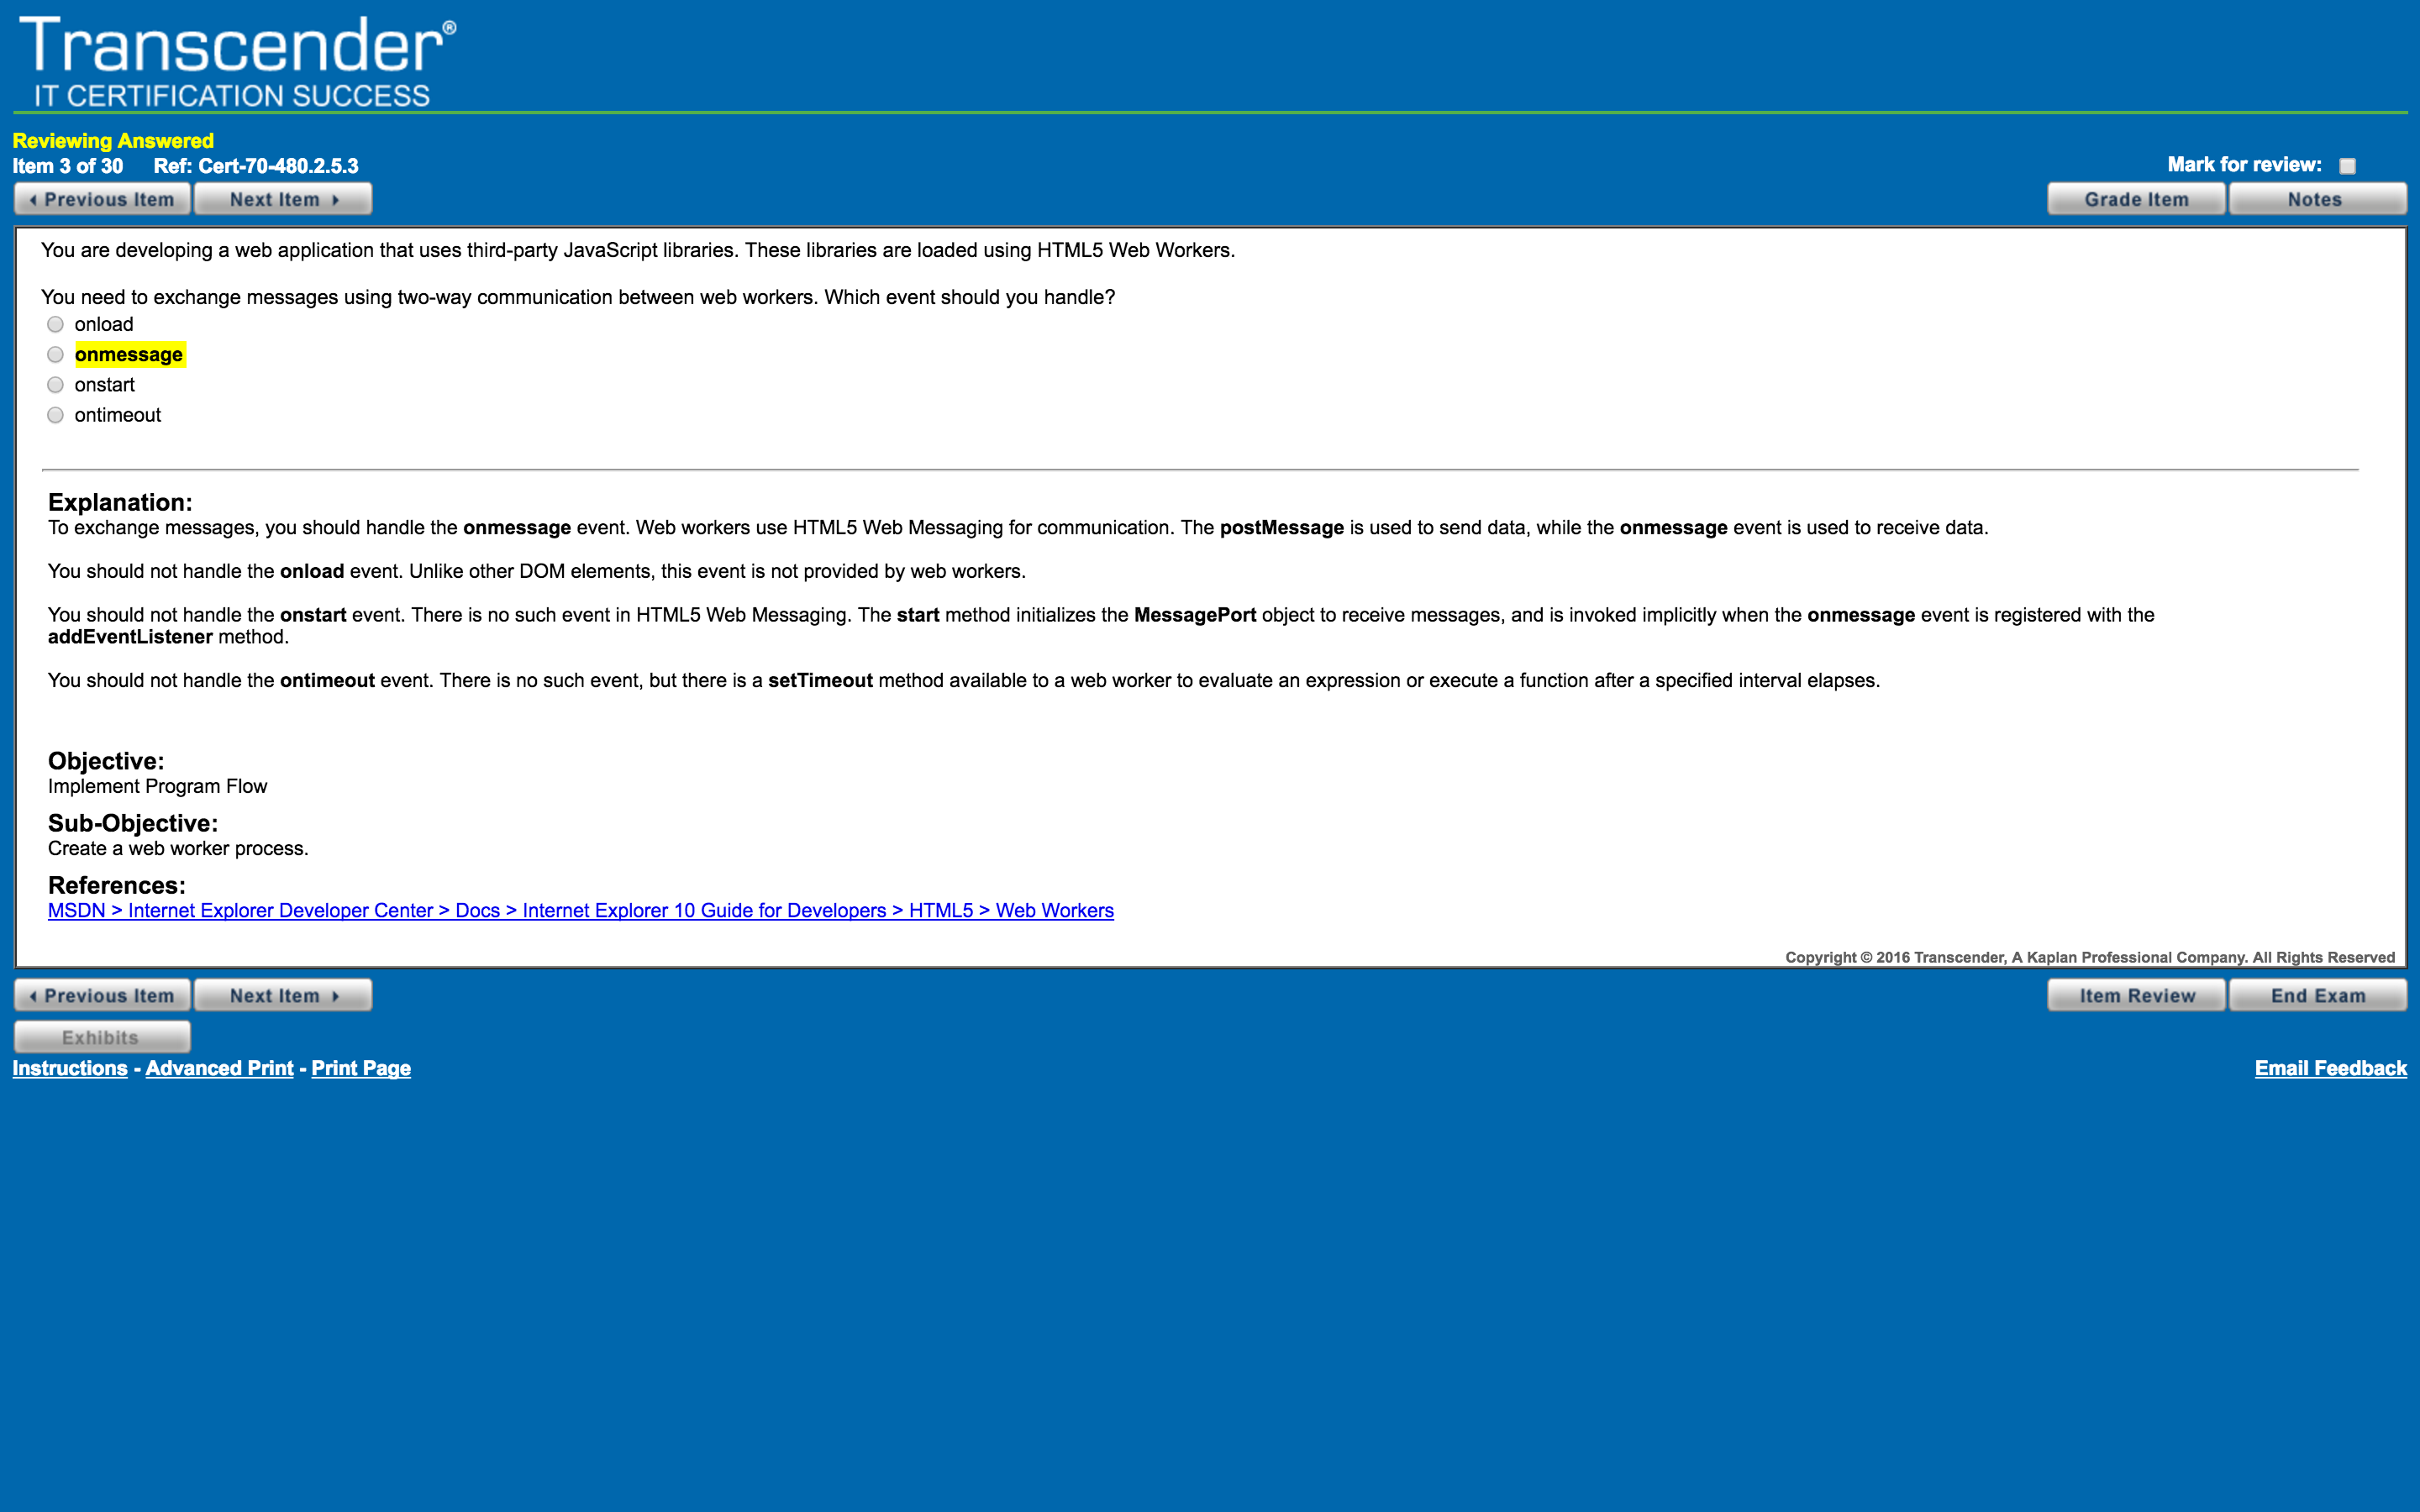 Transcender®
IT CERTIFICATION SUCCESS
Reviewing Answered
Item 3 of 30 Ref: Cert-70-480.2.5.3
Mark for review:
Previous Item Next Item Grade Item Notes
You are developing a web application that uses third-party JavaScript libraries. These libraries are loaded using HTML5 Web Workers.
You need to exchange messages using two-way communication between web workers. Which event should you handle?
onload
onmessage
onstart
ontimeout
Explanation:
To exchange messages, you should handle the onmessage event. Web workers use HTML5 Web Messaging for communication. The postMessage is used to send data, while the onmessage event is used to receive data.
You should not handle the onload event. Unlike other DOM elements, this event is not provided by web workers.
You should not handle the onstart event. There is no such event in HTML5 Web Messaging. The start method initializes the MessagePort object to receive messages, and is invoked implicitly when the onmessage event is registered with the
addEventListener method.
You should not handle the ontimeout event. There is no such event, but there is a setTimeout method available to a web worker to evaluate an expression or execute a function after a specified interval elapses.
Objective:
Implement Program Flow
Sub-Objective:
Create a web worker process.
References:
MSDN > Internet Explorer Developer Center > Docs > Internet Explorer 10 Guide for Developers > HTML5 > Web Workers
Copyright © 2016 Transcender, A Kaplan Professional Company. All Rights Reserved
Previous Item Next Item Item Review End Exam
Exhibits
Instructions - Advanced Print - Print Page Email Feedback